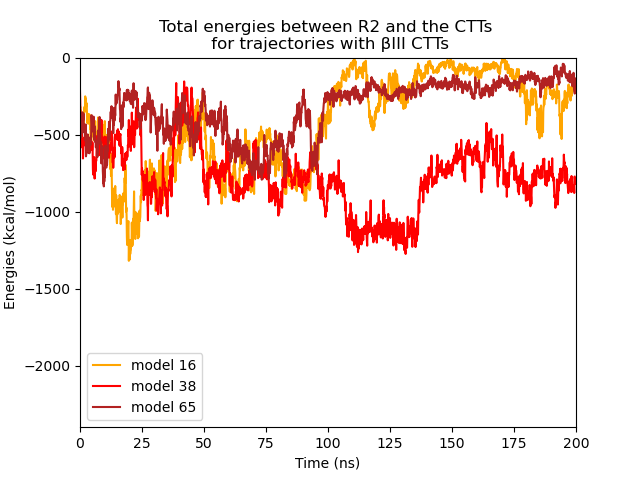 Total energies between R2 and the CTTs
for trajectories with βIII CTTs
Energies (kcal/mol)
0
−500
−1000
−1500
−2000
model 16
model 38
model 65
0 25 50 75 100 125 150 175 200
Time (ns)